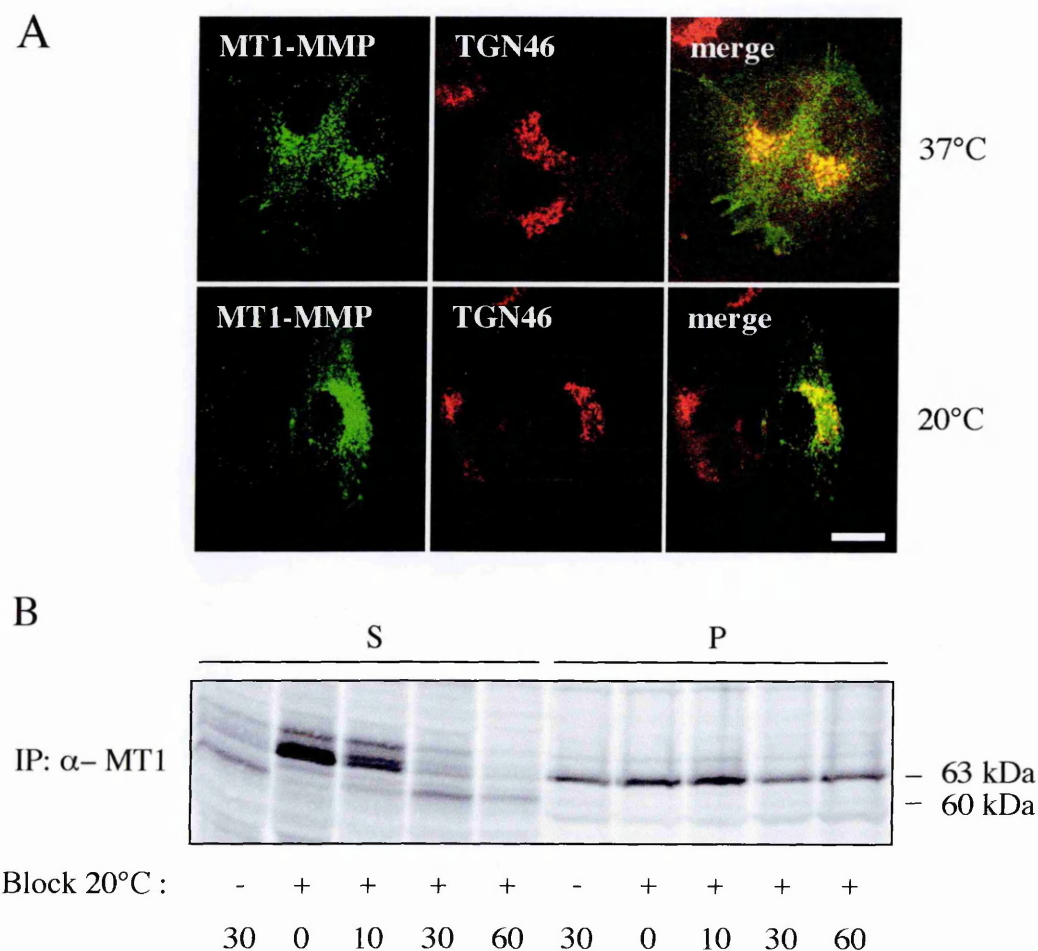 A
MT1-MMP TGN46 merge
37°C
MT1-MMP TGN46 merge
20°C
B
S P
IP: α– MT1
– 63 kDa
– 60 kDa
Block 20°C : - + + + + - + + + +
30 0 10 30 60 30 0 10 30 60